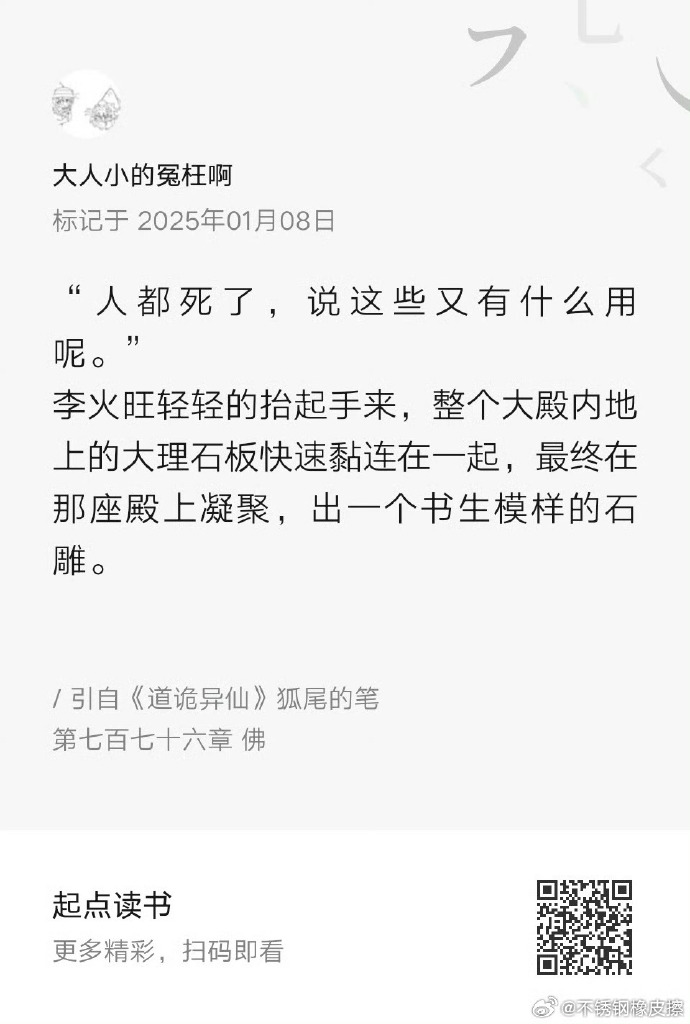 大人小的冤枉啊
标记于 2025年01月08日
“人都死了，说这些又有什么用
呢。”
李火旺轻轻的抬起手来，整个大殿内地
上的大理石板快速黏连在一起，最终在
那座殿上凝聚，出一个书生模样的石
雕。
/ 引自《道诡异仙》狐尾的笔
第七百七十六章 佛
起点读书
更多精彩，扫码即看
@不锈钢橡皮擦